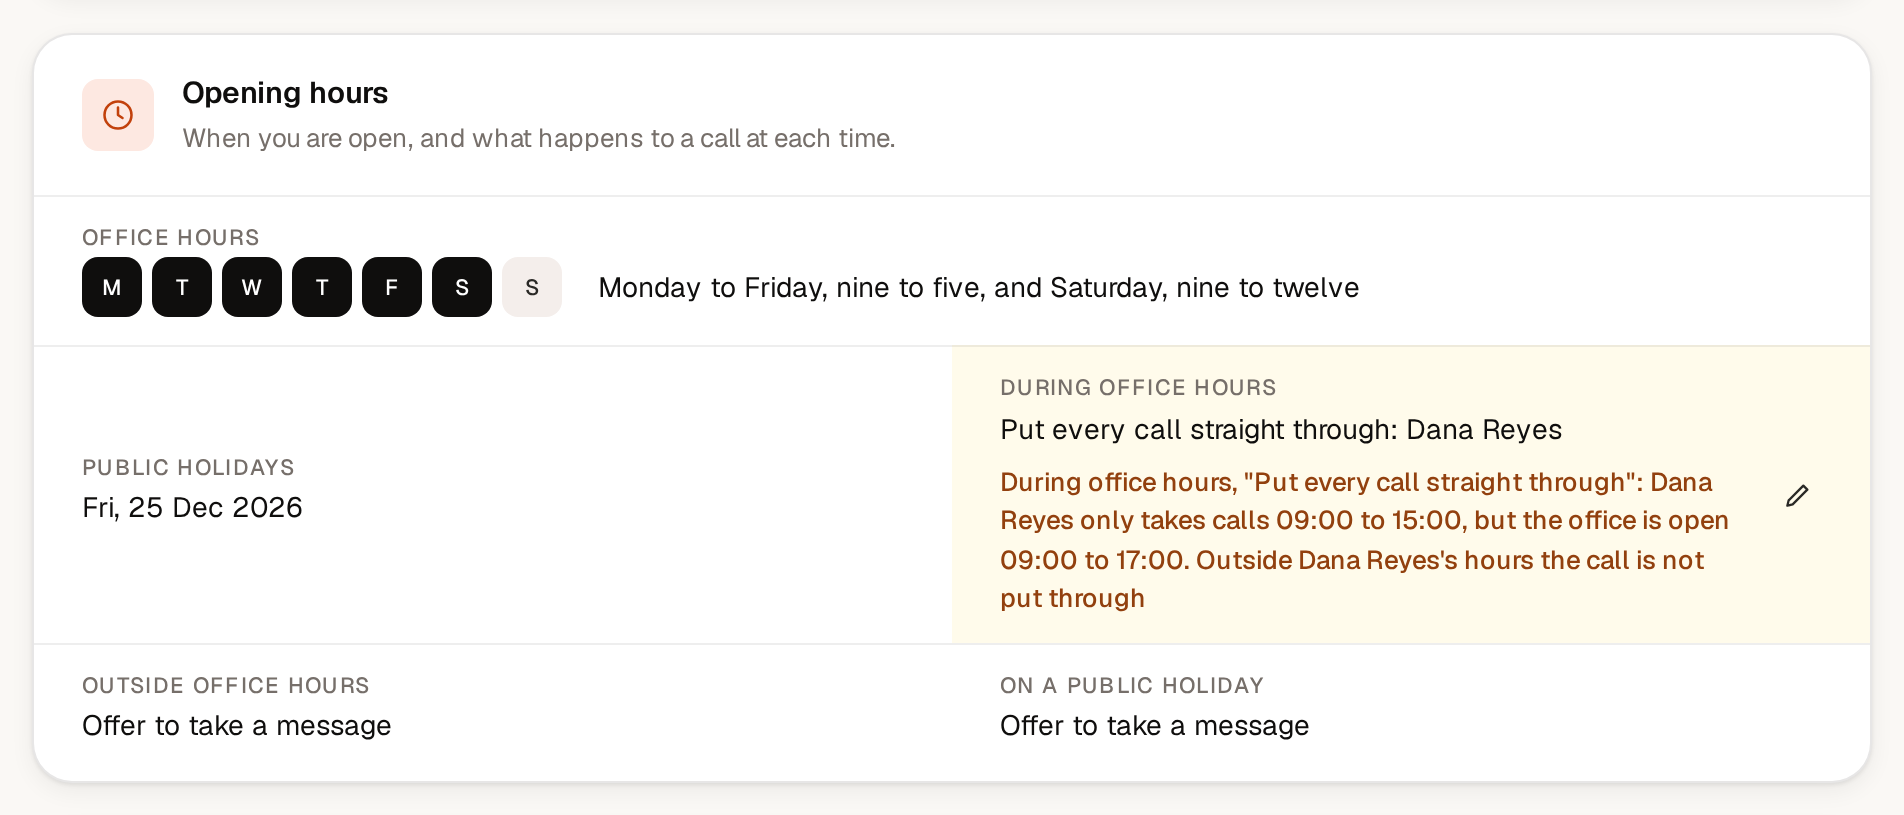 Opening hours
When you are open, and what happens to a call at each time.
OFFICE HOURS
M T W T F S S
Monday to Friday, nine to five, and Saturday, nine to twelve
PUBLIC HOLIDAYS
Fri, 25 Dec 2026
DURING OFFICE HOURS
Put every call straight through: Dana Reyes
During office hours, "Put every call straight through": Dana
Reyes only takes calls 09:00 to 15:00, but the office is open
09:00 to 17:00. Outside Dana Reyes's hours the call is not
put through
OUTSIDE OFFICE HOURS
Offer to take a message
ON A PUBLIC HOLIDAY
Offer to take a message